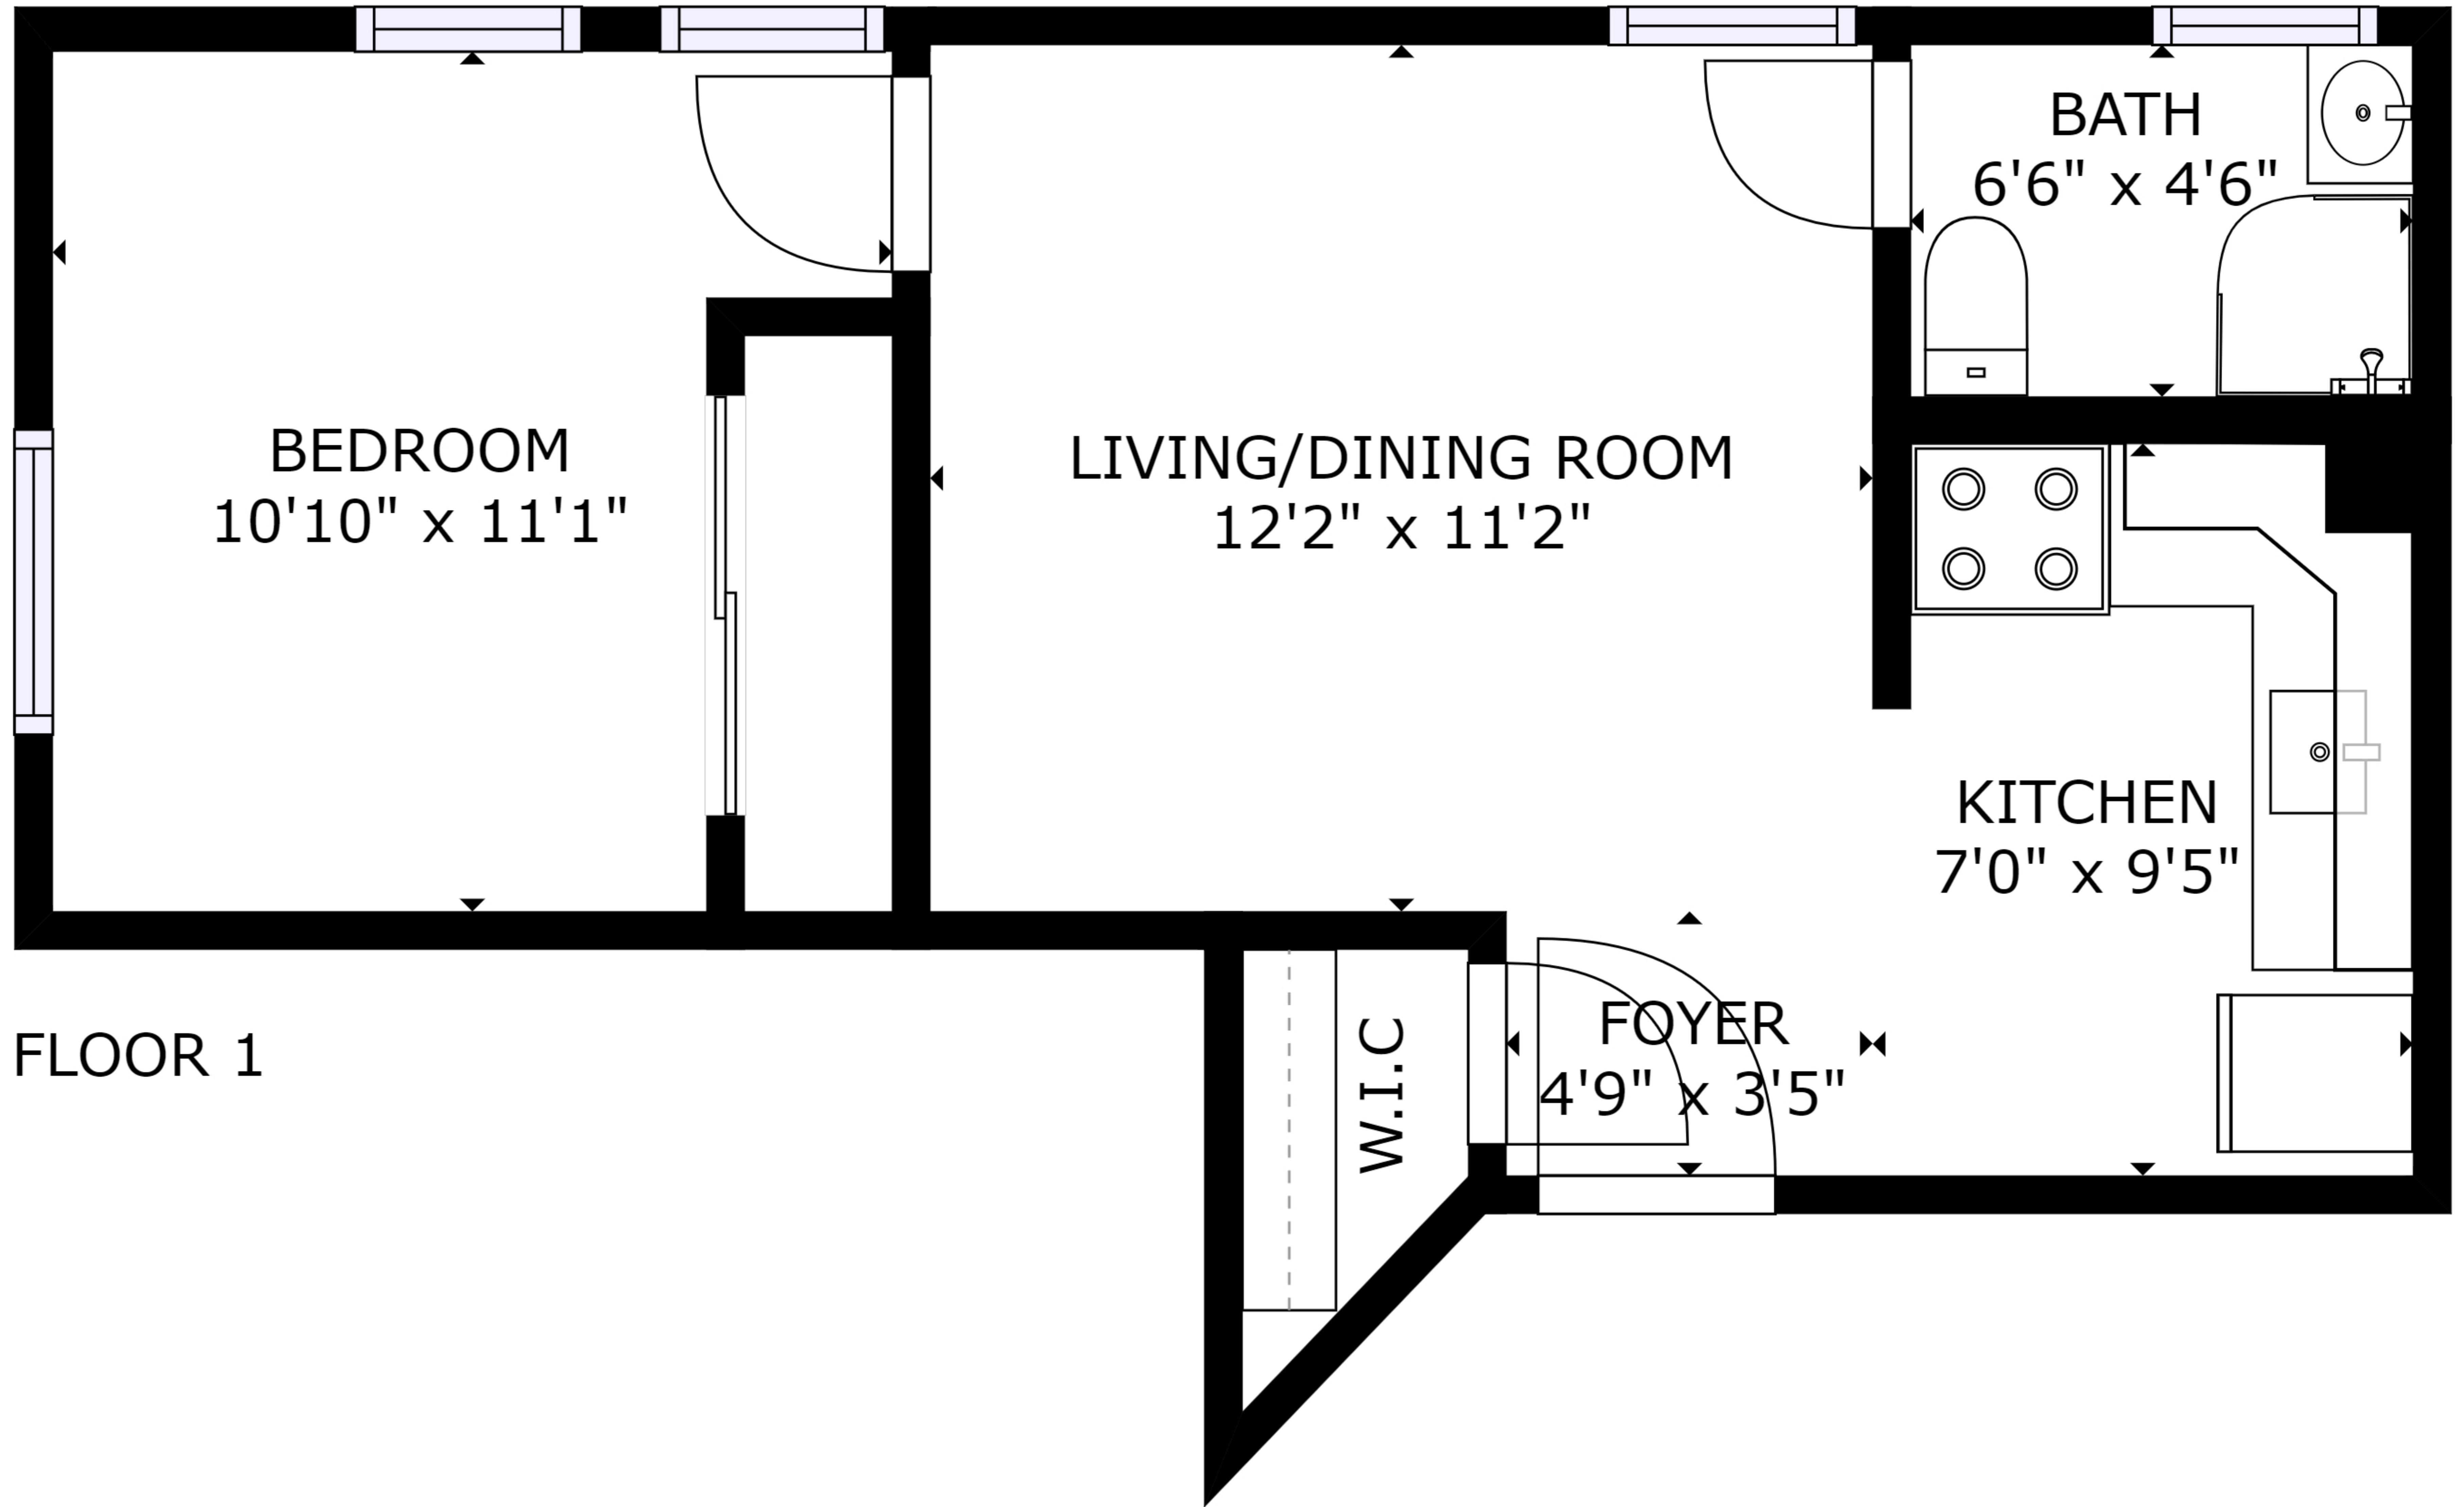 BATH
6'6" x 4'6"
BEDROOM
10'10" x 11'1"
LIVING/DINING ROOM
12'2" x 11'2"
KITCHEN
7'0" x 9'5"
FOYER
4'9" x 3'5"
W.I.C
FLOOR 1